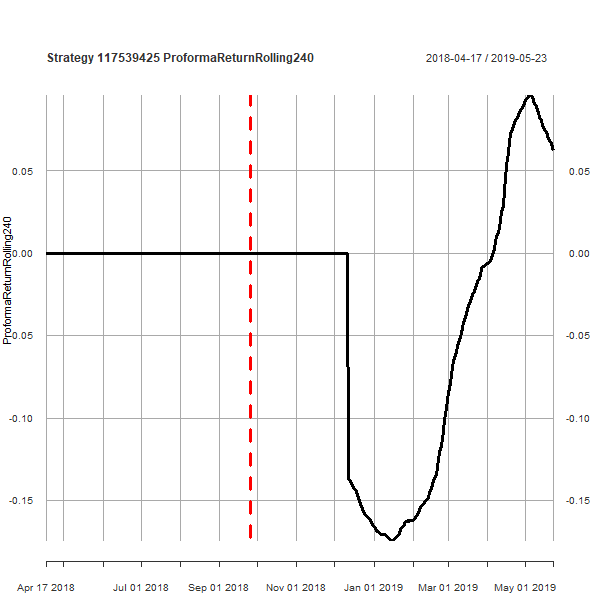 Strategy 117539425 ProformaReturnRolling240
2018-04-17 / 2019-05-23
ProformaReturnRolling240
0.05
0.00
-0.05
-0.10
-0.15
0.05
0.00
-0.05
-0.10
-0.15
Apr 17 2018 Jul 01 2018 Sep 01 2018 Nov 01 2018 Jan 01 2019 Mar 01 2019 May 01 2019